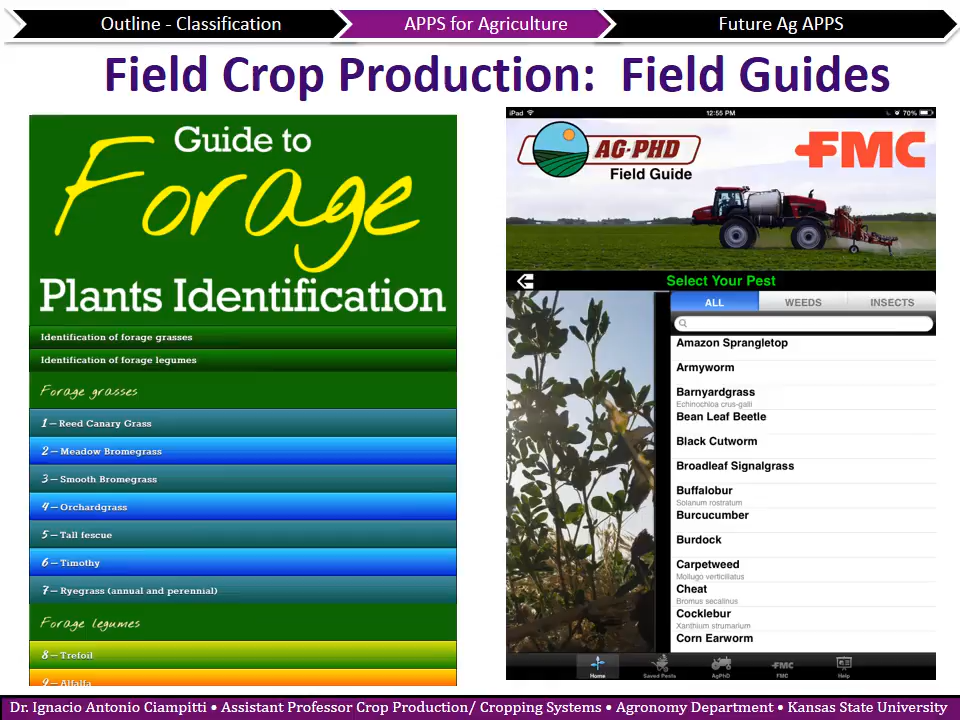 Outline - Classification
APPS for Agriculture
Future Ag APPS
Field Crop Production: Field Guides
Guide to
Forage
Plants Identification
Identification of forage grasses
Identification of forage legumes
Forage grasses
1 – Reed Canary Grass
2 – Meadow Bromegrass
3 – Smooth Bromegrass
4 – Orchardgrass
5 – Tall fescue
6 – Timothy
7 – Ryegrass (annual and perennial)
Forage legumes
8 – Trefoil
9 – Alfalfa
iPad
12:55 PM
70%
AG·PHD
Field Guide
FMC
Select Your Pest
ALL
WEEDS
INSECTS
Amazon Sprangletop
Armyworm
Barnyardgrass
Echinochloa crus-galli
Bean Leaf Beetle
Black Cutworm
Broadleaf Signalgrass
Buffalobur
Solanum rostratum
Burcucumber
Burdock
Carpetweed
Mollugo verticillatus
Cheat
Bromus secalinus
Cocklebur
Xanthium strumarium
Corn Earworm
Home
Saved Pests
AgPhD
FMC
Help
Dr. Ignacio Antonio Ciampitti • Assistant Professor Crop Production/ Cropping Systems • Agronomy Department • Kansas State University